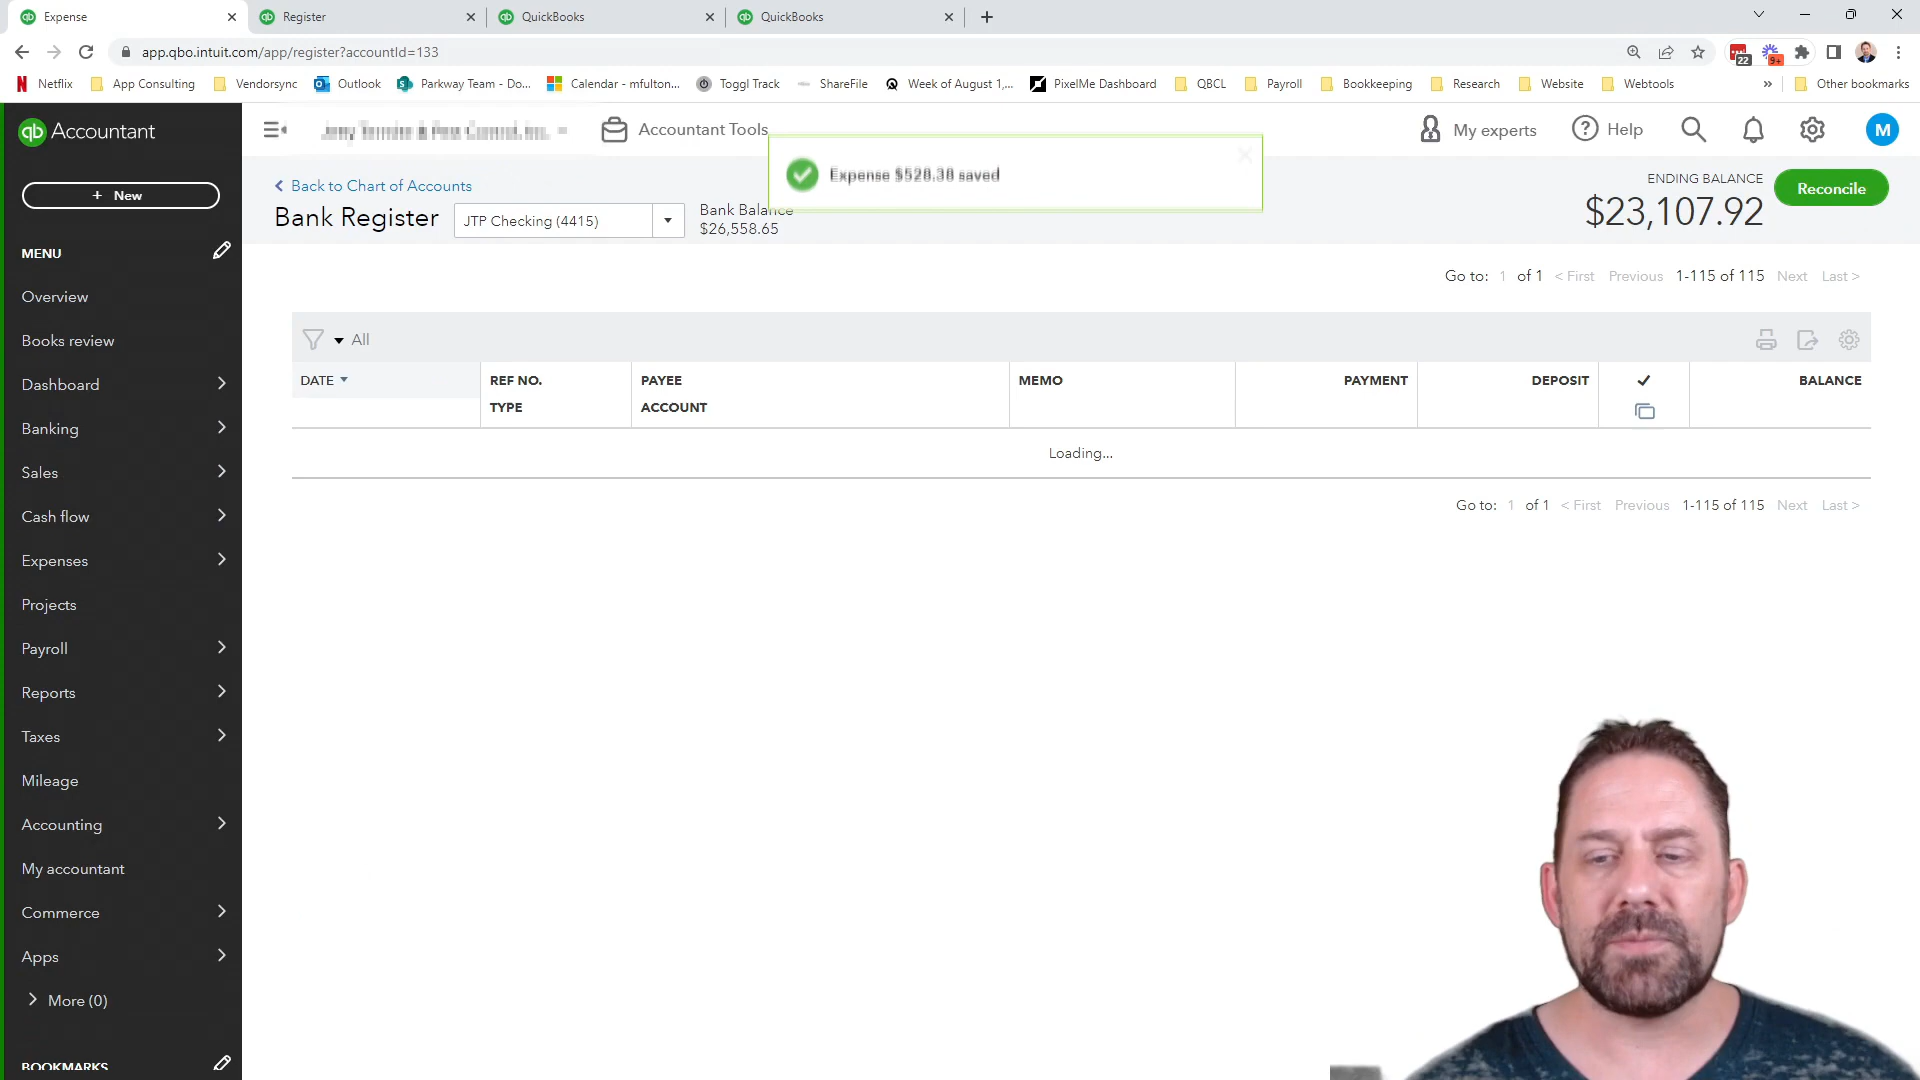 Expense
Register
QuickBooks
QuickBooks
app.qbo.intuit.com/app/register?accountId=133
22
9+
Netflix
App Consulting
Vendorsync
Outlook
Parkway Team - Do...
Calendar - mfulton...
Toggl Track
ShareFile
Week of August 1,...
PixelMe Dashboard
QBCL
Payroll
Bookkeeping
Research
Website
Webtools
»
Other bookmarks
qb Accountant
Accountant Tools
My experts
Help
M
+ New
MENU
Overview
Books review
Dashboard
Banking
Sales
Cash flow
Expenses
Projects
Payroll
Reports
Taxes
Mileage
Accounting
My accountant
Commerce
Apps
More (0)
BOOKMARKS
Back to Chart of Accounts
Bank Register
JTP Checking (4415)
Bank Balance
$26,558.65
Expense $528.38 saved
ENDING BALANCE
$23,107.92
Reconcile
Go to: 1 of 1 < First Previous 1-115 of 115 Next Last >
All
DATE
REF NO.
TYPE
PAYEE
ACCOUNT
MEMO
PAYMENT
DEPOSIT
BALANCE
Loading...
Go to: 1 of 1 < First Previous 1-115 of 115 Next Last >